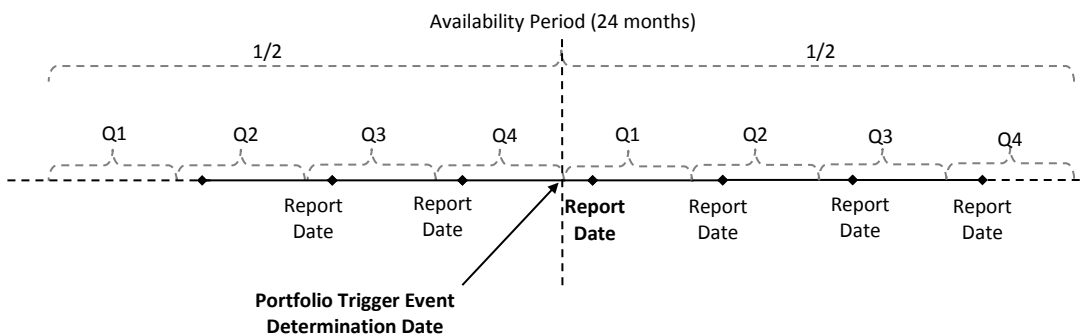 Availability Period (24 months)
1/2 1/2
Q1 Q2 Q3 Q4 Q1 Q2 Q3 Q4
Report Report Report Report Report Report
Date Date Date Date Date Date
Portfolio Trigger Event
Determination Date